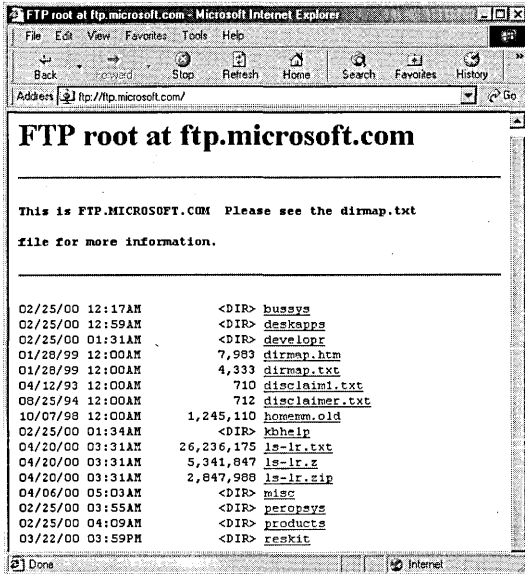 FTP root at ftp.microsoft.com - Microsoft Internet Explorer
File Edit View Favorites Tools Help
Back Forward Stop Refresh Home Search Favorites History
Address ftp://ftp.microsoft.com/ Go
FTP root at ftp.microsoft.com
This is FTP.MICROSOFT.COM Please see the dirmap.txt
file for more information.
02/25/00 12:17AM <DIR> bussys
02/25/00 12:59AM <DIR> deskapps
02/25/00 01:31AM <DIR> developr
01/28/99 12:00AM 7,983 dirmap.htm
01/28/99 12:00AM 4,333 dirmap.txt
04/12/93 12:00AM 710 disclaim1.txt
08/25/94 12:00AM 712 disclaimer.txt
10/07/98 12:00AM 1,245,110 homemm.old
02/25/00 01:34AM <DIR> kbhelp
04/20/00 03:31AM 26,236,175 ls-lr.txt
04/20/00 03:31AM 5,341,847 ls-lr.z
04/20/00 03:31AM 2,847,988 ls-lr.zip
04/06/00 05:03AM <DIR> misc
02/25/00 03:55AM <DIR> peropsys
02/25/00 04:09AM <DIR> products
03/22/00 03:59PM <DIR> reskit
Done Internet